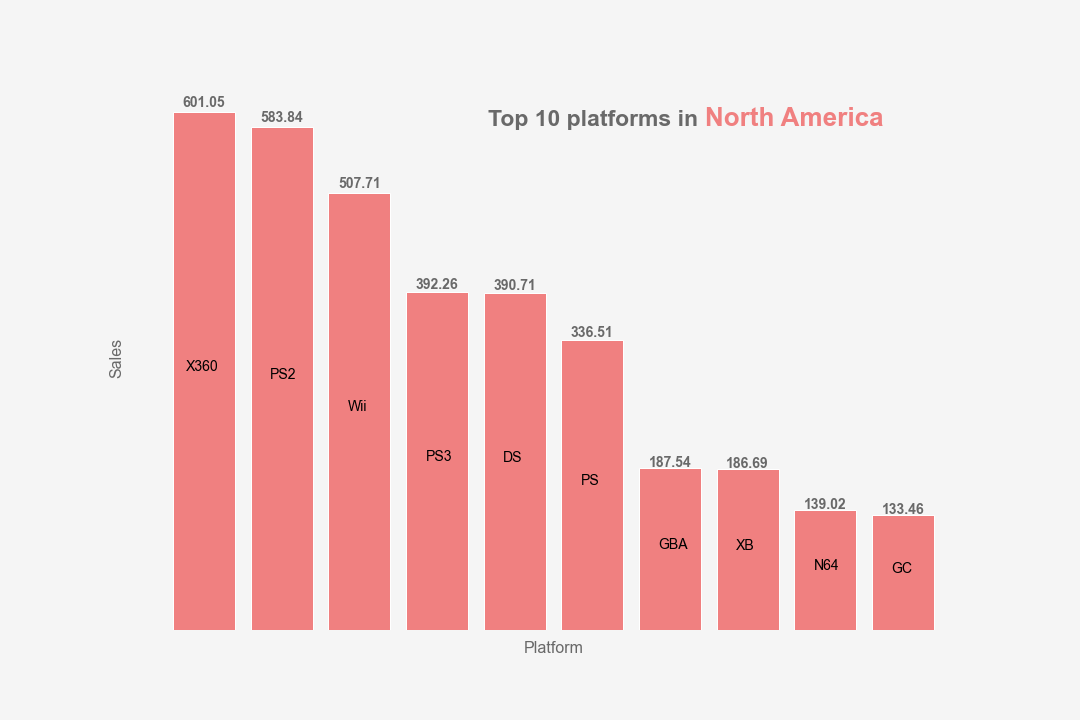 601.05
583.84
Top 10 platforms in North America
507.71
392.26
390.71
336.51
Sales
X360
PS2
Wii
PS3
DS
PS
187.54
186.69
139.02
133.46
GBA
XB
N64
GC
Platform